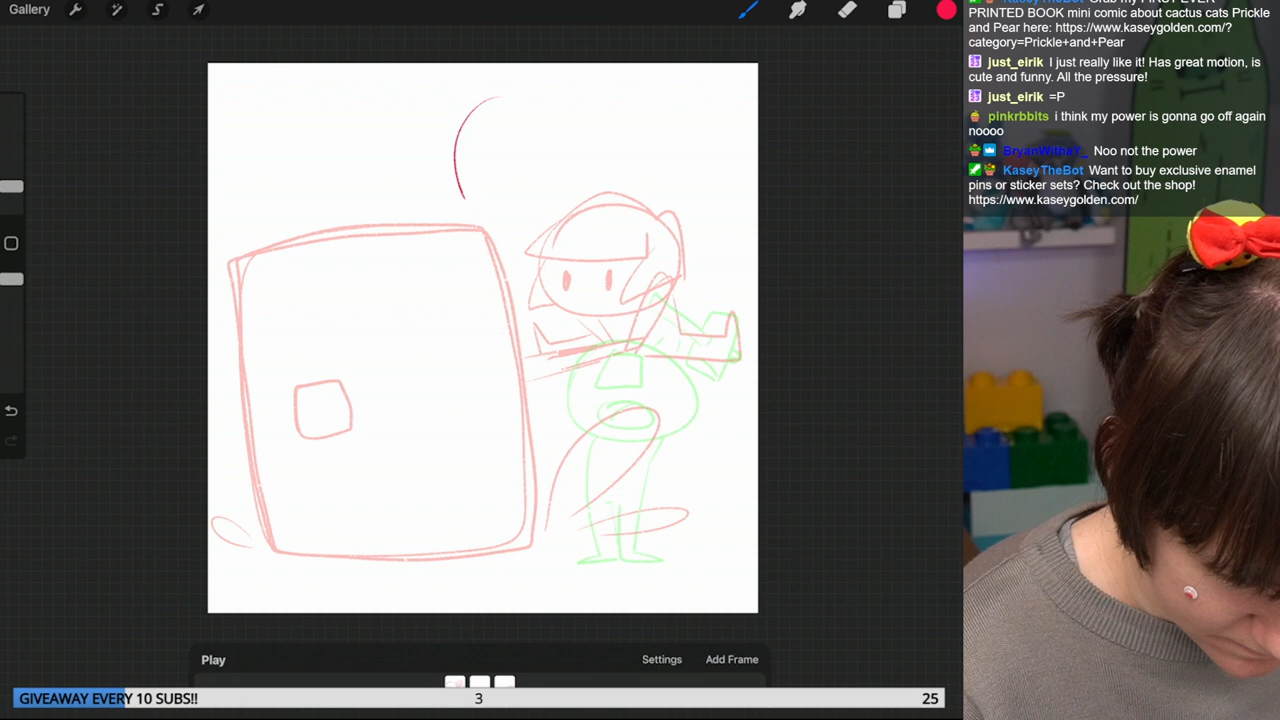 Gallery
KaseyTheBot Grab my FIRST EVER
PRINTED BOOK mini comic about cactus cats Prickle
and Pear here: https://www.kaseygolden.com/?
category=Prickle+and+Pear
just_eirik I just really like it! Has great motion, is
cute and funny. All the pressure!
just_eirik =P
pinkrbbits i think my power is gonna go off again
noooo
BryanWithaY_ Noo not the power
KaseyTheBot Want to buy exclusive enamel
pins or sticker sets? Check out the shop!
https://www.kaseygolden.com/
Play
Settings
Add Frame
GIVEAWAY EVERY 10 SUBS!!
3
25